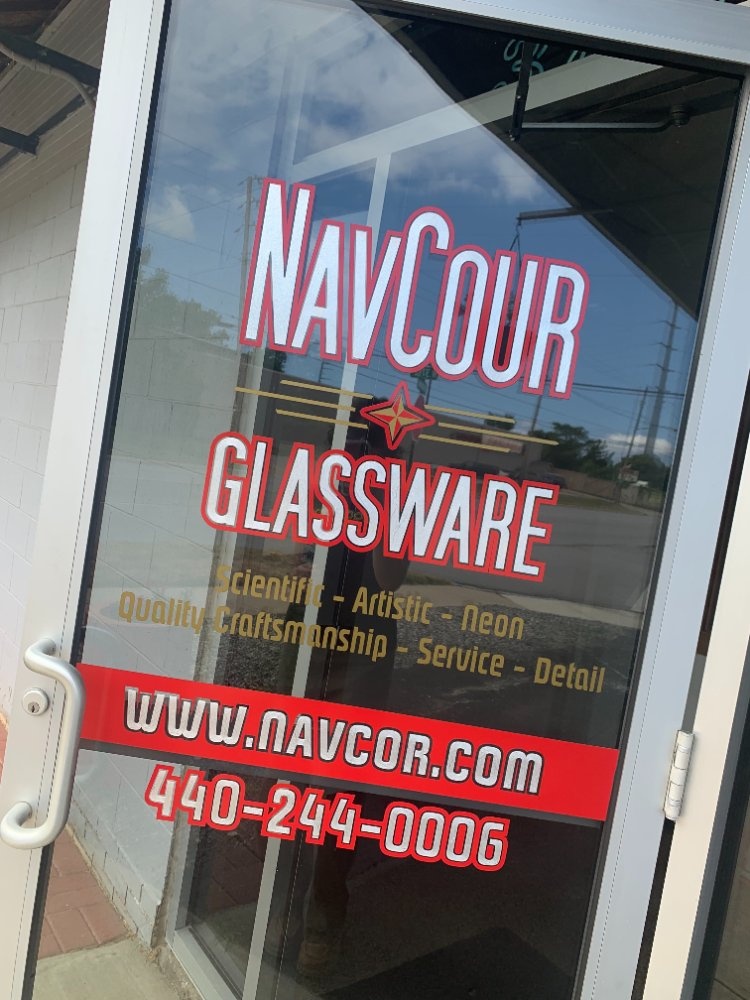 NavCour
Glassware
Scientific - Artistic - Neon
Quality Craftsmanship - Service - Detail
www.navcor.com
440-244-0006